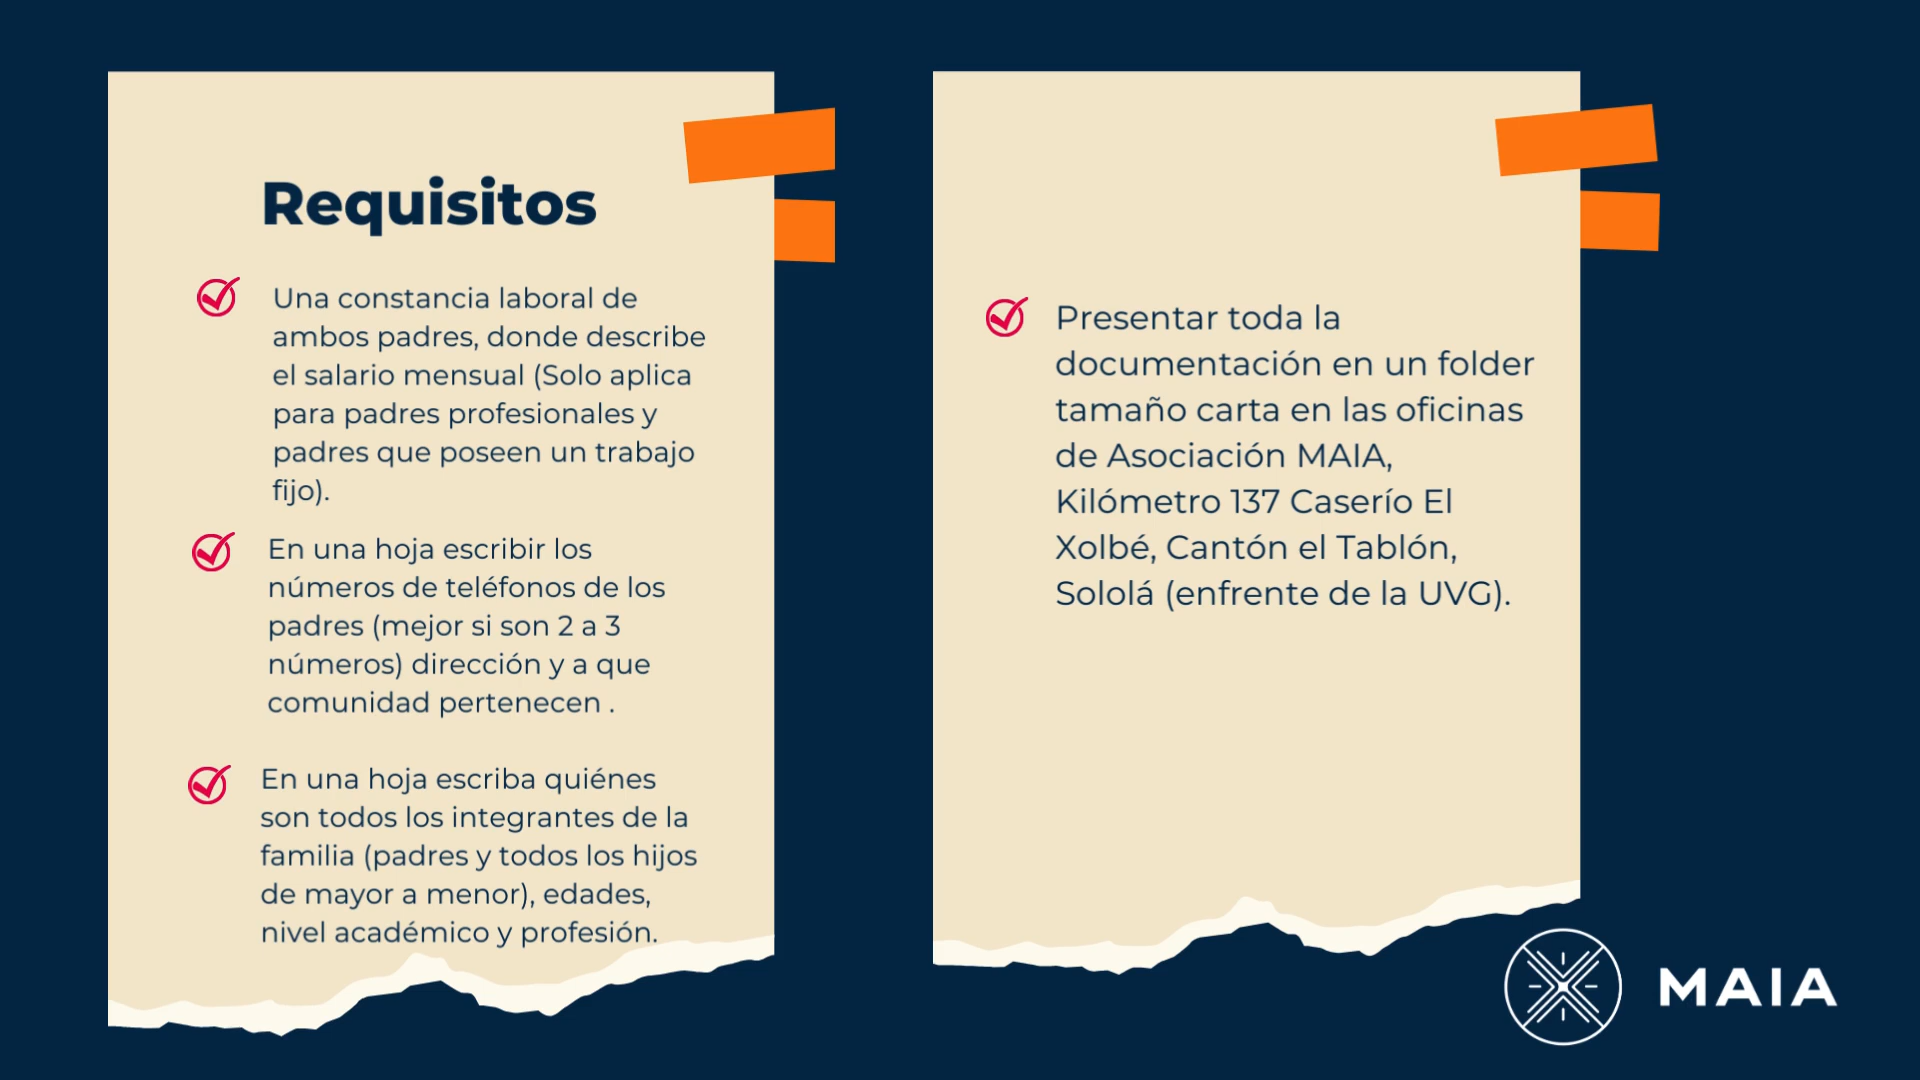 Requisitos
Una constancia laboral de
ambos padres, donde describe
el salario mensual (Solo aplica
para padres profesionales y
padres que poseen un trabajo
fijo).
En una hoja escribir los
números de teléfonos de los
padres (mejor si son 2 a 3
números) dirección y a que
comunidad pertenecen .
En una hoja escriba quiénes
son todos los integrantes de la
familia (padres y todos los hijos
de mayor a menor), edades,
nivel académico y profesión.
Presentar toda la
documentación en un folder
tamaño carta en las oficinas
de Asociación MAIA,
Kilómetro 137 Caserío El
Xolbé, Cantón el Tablón,
Sololá (enfrente de la UVG).
MAIA